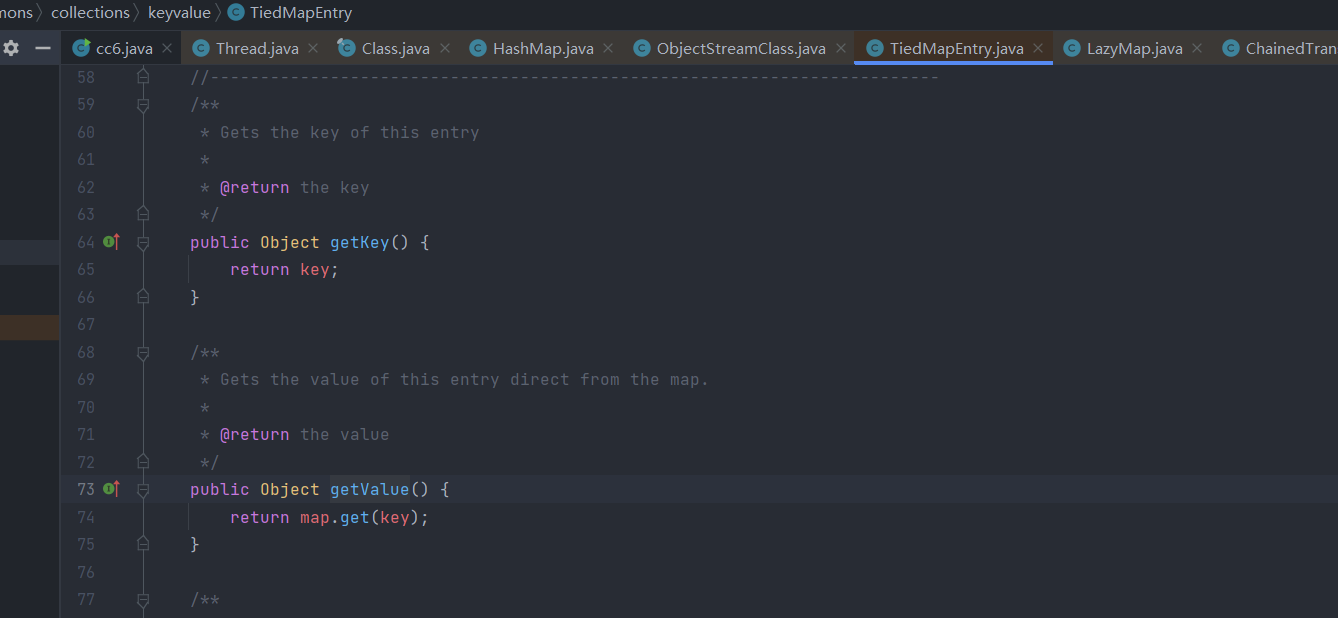 mons 〉 collections 〉 keyvalue 〉 TiedMapEntry
cc6.java Thread.java Class.java HashMap.java ObjectStreamClass.java TiedMapEntry.java LazyMap.java ChainedTran
58 //-------------------------------------------------------------------------
59 /**
60 * Gets the key of this entry
61 *
62 * @return the key
63 */
64 public Object getKey() {
65 return key;
66 }
67
68 /**
69 * Gets the value of this entry direct from the map.
70 *
71 * @return the value
72 */
73 public Object getValue() {
74 return map.get(key);
75 }
76
77 /**